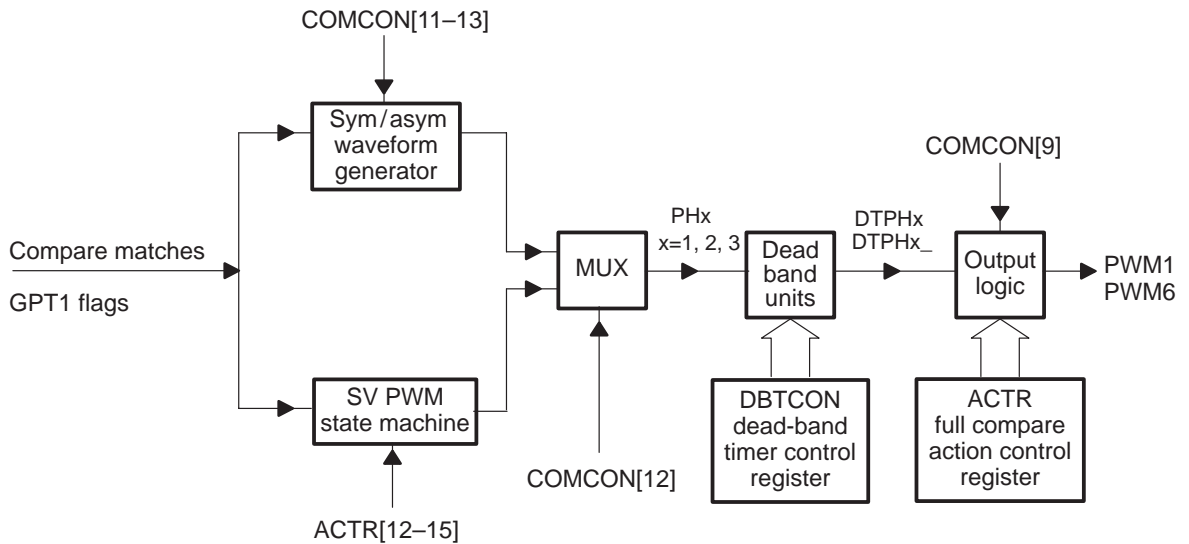 COMCON[11–13]
Sym/asym
waveform
generator
COMCON[9]
Compare matches
GPT1 flags
MUX
PHx
x=1, 2, 3
Dead
band
units
DTPHx
DTPHx_
Output
logic
PWM1
PWM6
SV PWM
state machine
DBTCON
dead-band
timer control
register
ACTR
full compare
action control
register
COMCON[12]
ACTR[12–15]